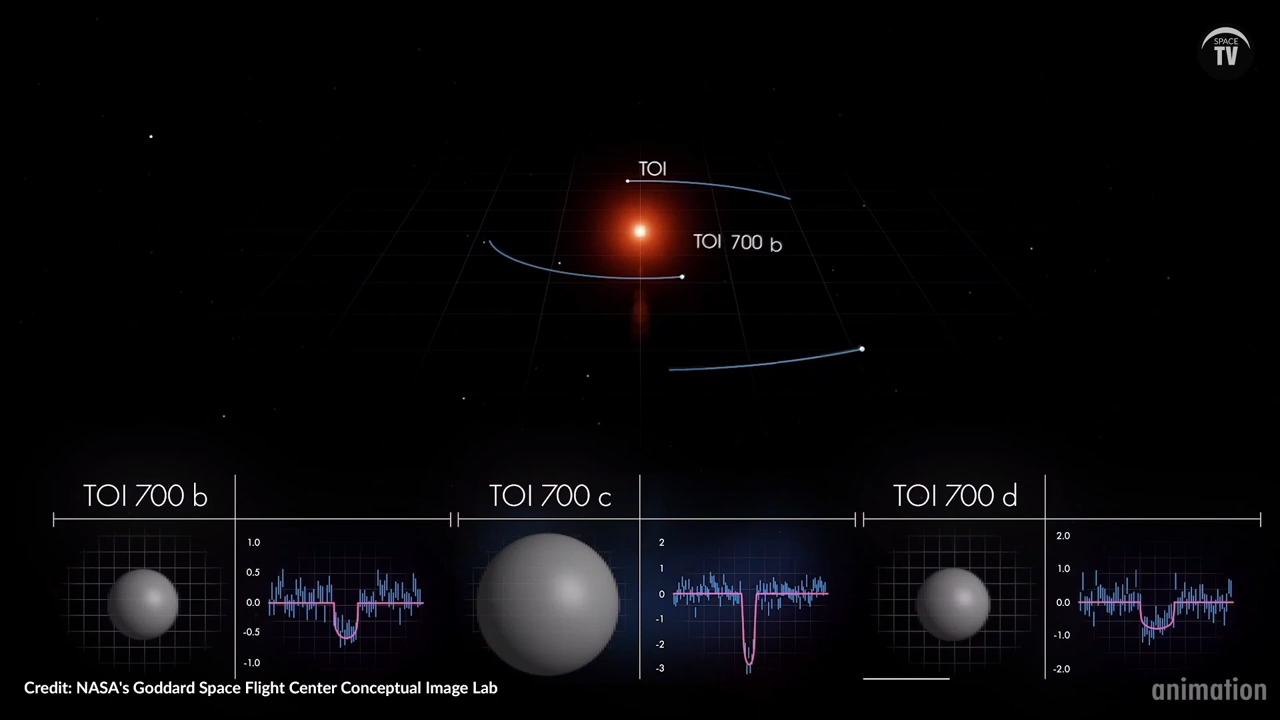 SPACE
TV
TOI
TOI 700 b
TOI 700 b
TOI 700 c
TOI 700 d
1.0
0.5
0.0
-0.5
-1.0
2
1
0
-1
-2
-3
2.0
1.0
0.0
-1.0
-2.0
Credit: NASA's Goddard Space Flight Center Conceptual Image Lab
animation